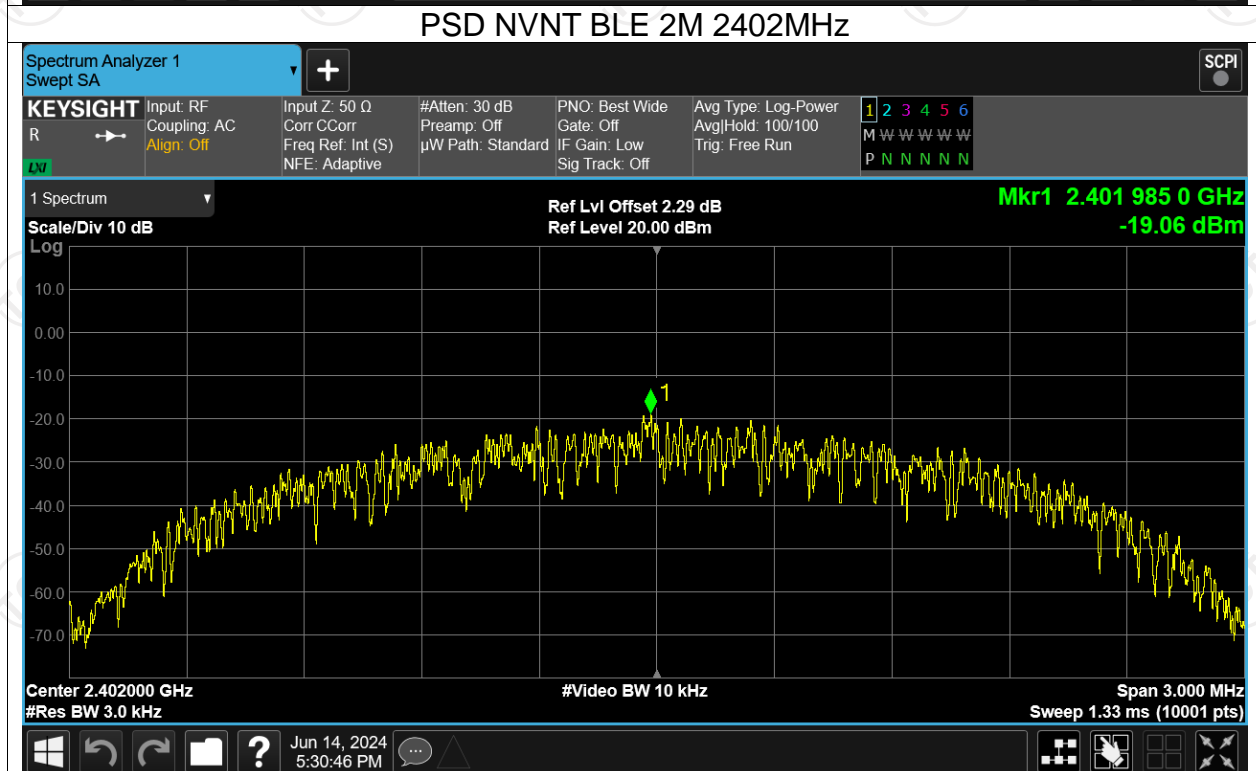 PSD NVNT BLE 2M 2402MHz
Spectrum Analyzer 1
Swept SA
+
SCPI
KEYSIGHT
R
LXI
Input: RF
Coupling: AC
Align: Off
Input Z: 50 Ω
Corr CCorr
Freq Ref: Int (S)
NFE: Adaptive
#Atten: 30 dB
Preamp: Off
µW Path: Standard
PNO: Best Wide
Gate: Off
IF Gain: Low
Sig Track: Off
Avg Type: Log-Power
Avg|Hold: 100/100
Trig: Free Run
1 2 3 4 5 6
M W W W W W
P N N N N N
1 Spectrum
Scale/Div 10 dB
Ref Lvl Offset 2.29 dB
Ref Level 20.00 dBm
Mkr1 2.401 985 0 GHz
-19.06 dBm
Log
10.0
0.00
-10.0
-20.0
-30.0
-40.0
-50.0
-60.0
-70.0
1
Center 2.402000 GHz
#Res BW 3.0 kHz
#Video BW 10 kHz
Span 3.000 MHz
Sweep 1.33 ms (10001 pts)
?
Jun 14, 2024
5:30:46 PM